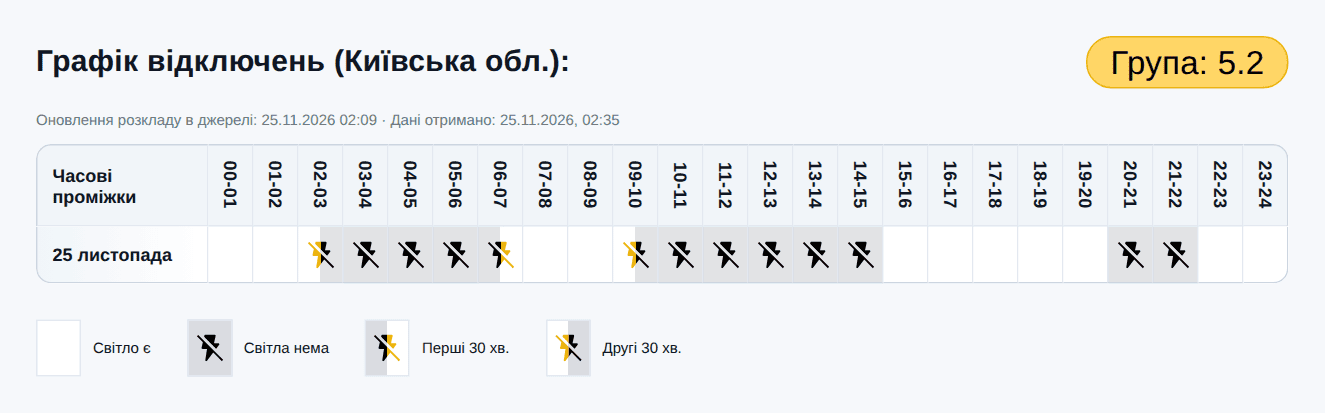 Графік відключень (Київська обл.):
Група: 5.2
Оновлення розкладу в джерелі: 25.11.2026 02:09 · Дані отримано: 25.11.2026, 02:35
Часові
проміжки
00-01 01-02 02-03 03-04 04-05 05-06 06-07 07-08 08-09 09-10 10-11 11-12 12-13 13-14 14-15 15-16 16-17 17-18 18-19 19-20 20-21 21-22 22-23 23-24
25 листопада
Світло є
Світла нема
Перші 30 хв.
Другі 30 хв.